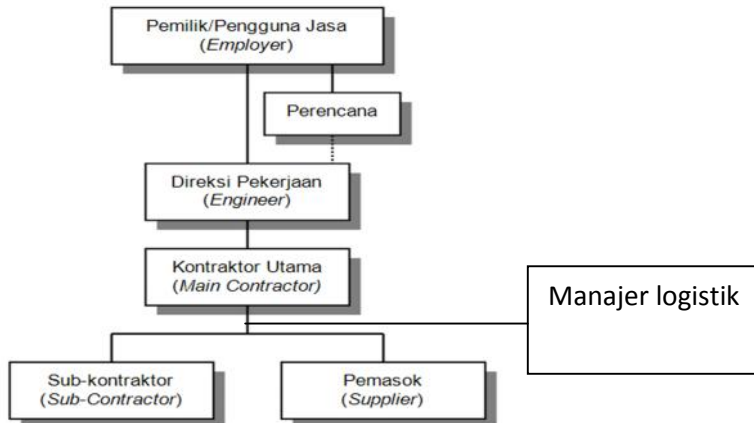 Pemilik/Pengguna Jasa
(Employer)
Perencana
Direksi Pekerjaan
(Engineer)
Kontraktor Utama
(Main Contractor)
Manajer logistik
Sub-kontraktor
(Sub-Contractor)
Pemasok
(Supplier)